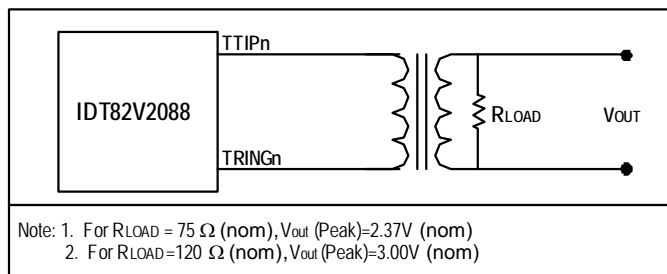 TTIPn
IDT82V2088
RLOAD
VOUT
TRINGn
Note: 1. For RLOAD = 75 Ω (nom), Vout (Peak)=2.37V (nom)
2. For RLOAD=120 Ω (nom), Vout (Peak)=3.00V (nom)